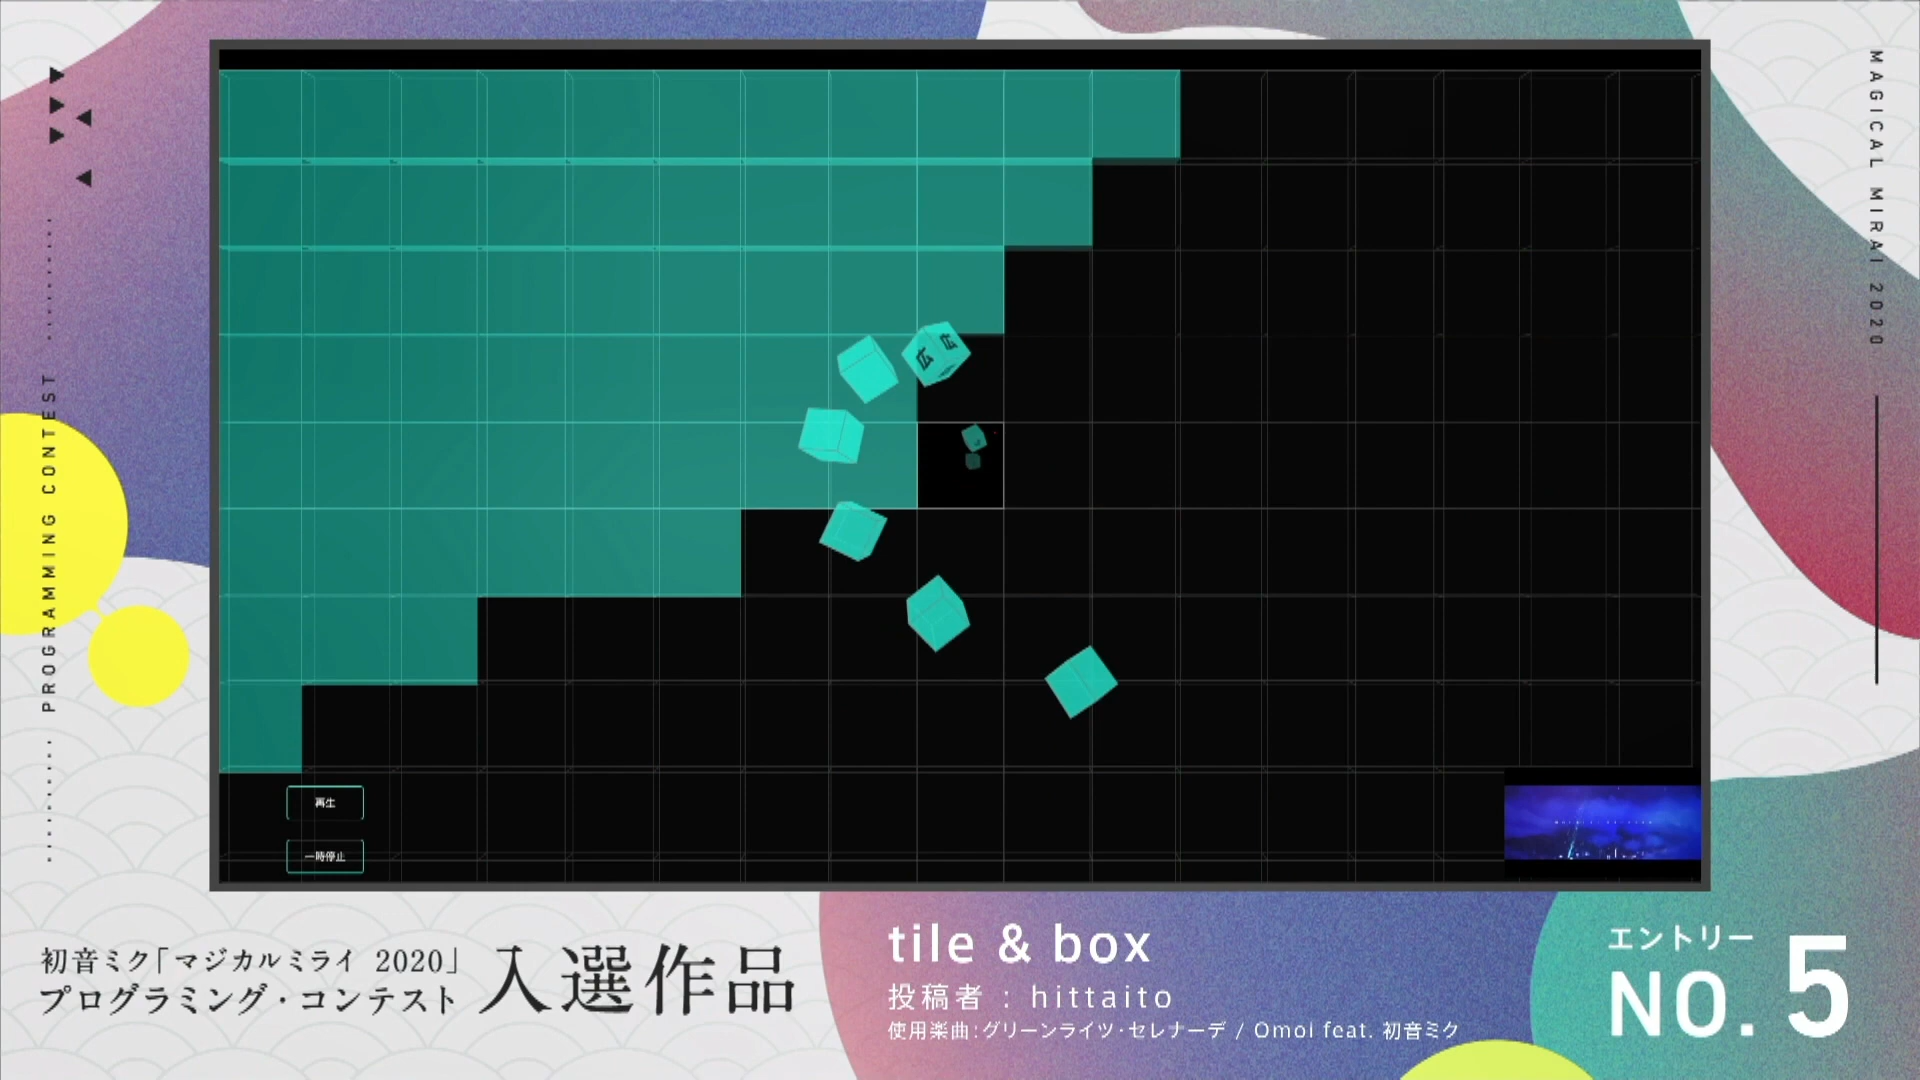 PROGRAMMING CONTEST
MAGICAL MIRAI 2020
広 広
再生
一時停止
初音ミク「マジカルミライ 2020」
プログラミング・コンテスト
入選作品
tile & box
投稿者 : hittaito
使用楽曲:グリーンライツ・セレナーデ / Omoi feat. 初音ミク
エントリー
NO. 5